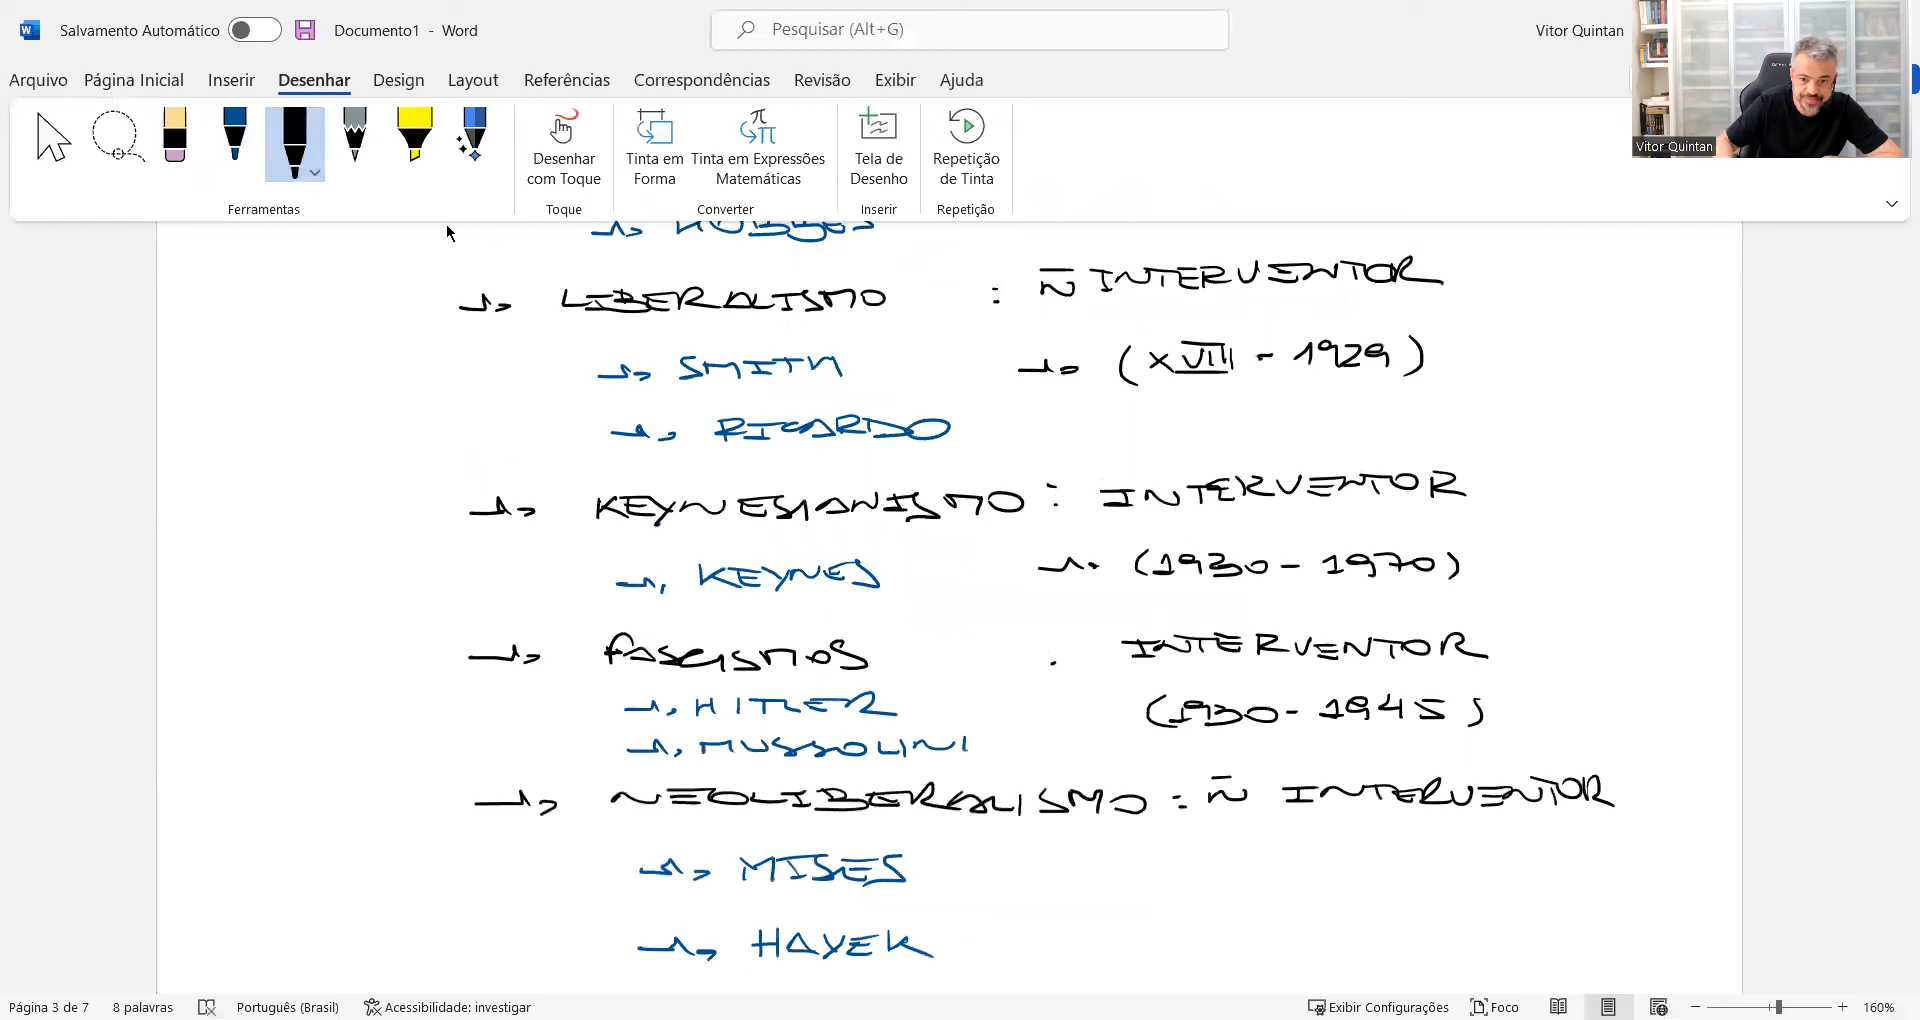 Salvamento Automático
Documento1 - Word
Pesquisar (Alt+G)
Vitor Quintan
Arquivo Página Inicial Inserir Desenhar Design Layout Referências Correspondências Revisão Exibir Ajuda
Desenhar com Toque
Tinta em Forma
Tinta em Expressões Matemáticas
Tela de Desenho
Repetição de Tinta
Ferramentas Toque Converter Inserir Repetição
Vitor Quintan
HOBBES
LIBERALISMO : Ñ INTERVENTOR
SMITH (XVIII - 1929)
RICARDO
KEYNESIANISMO : INTERVENTOR
KEYNES (1930 - 1970)
FASCISMOS . INTERVENTOR
HITLER (1930 - 1945)
MUSSOLINI
NEOLIBERALISMO : Ñ INTERVENTOR
MISES
HAYEK
Página 3 de 7 8 palavras Português (Brasil) Acessibilidade: investigar Exibir Configurações Foco 160%